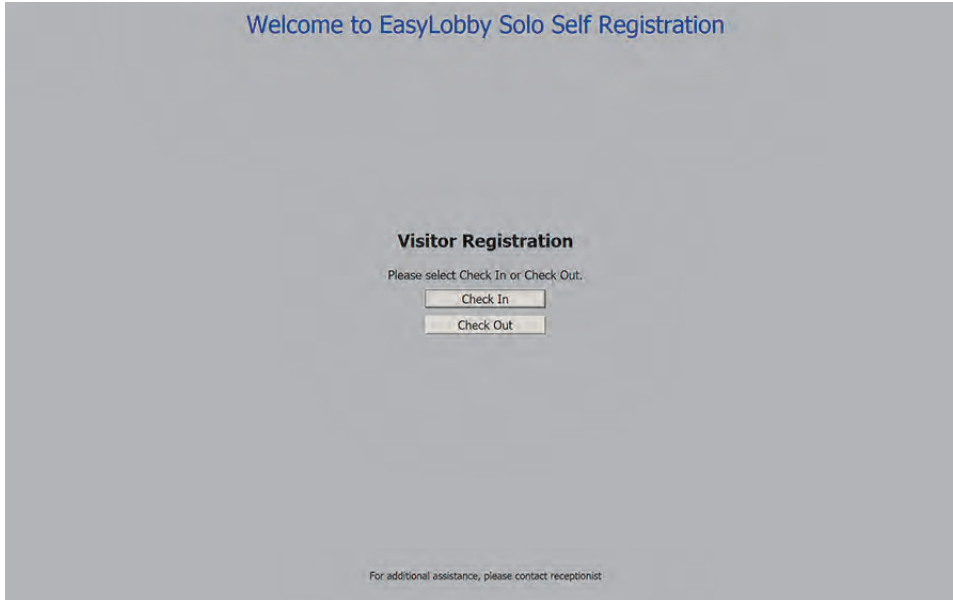 Welcome to EasyLobby Solo Self Registration
Visitor Registration
Please select Check In or Check Out.
Check In
Check Out
For additional assistance, please contact receptionist